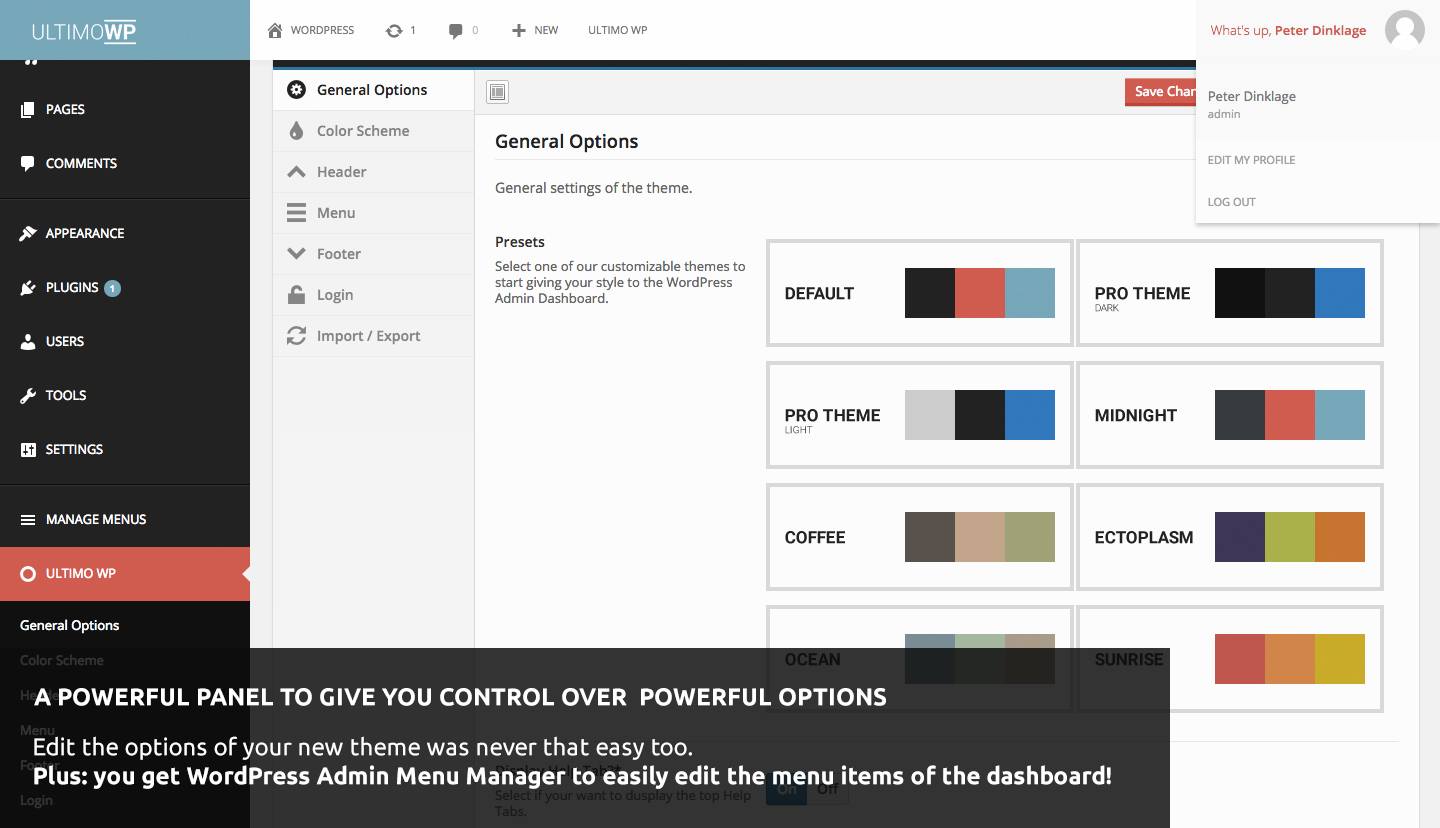 ULTIMOWP
WORDPRESS
1
0
NEW
ULTIMO WP
What's up, Peter Dinklage
Peter Dinklage
admin
EDIT MY PROFILE
LOG OUT
PAGES
COMMENTS
APPEARANCE
PLUGINS 1
USERS
TOOLS
SETTINGS
MANAGE MENUS
ULTIMO WP
General Options
Color Scheme
Header
Menu
Footer
Login
General Options
Color Scheme
Header
Menu
Footer
Login
Import / Export
Save Chan
General Options
General settings of the theme.
Presets
Select one of our customizable themes to
start giving your style to the WordPress
Admin Dashboard.
DEFAULT
PRO THEME
DARK
PRO THEME
LIGHT
MIDNIGHT
COFFEE
ECTOPLASM
OCEAN
SUNRISE
A POWERFUL PANEL TO GIVE YOU CONTROL OVER POWERFUL OPTIONS
Edit the options of your new theme was never that easy too.
Plus: you get WordPress Admin Menu Manager to easily edit the menu items of the dashboard!
Display Help Tab?*
Select if your want to dusplay the top Help
Tabs.
On
Off